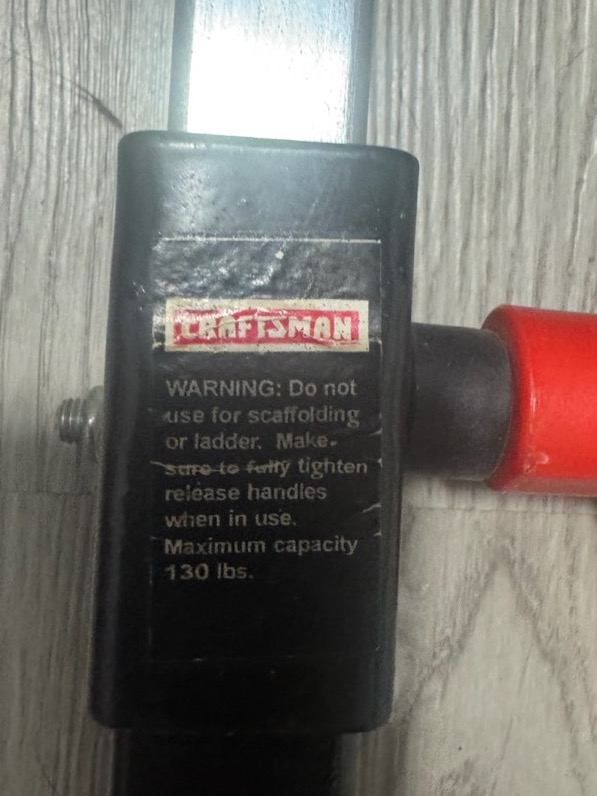 CRAFTSMAN
WARNING: Do not
use for scaffolding
or ladder. Make
sure to fully tighten
release handles
when in use.
Maximum capacity
130 lbs.